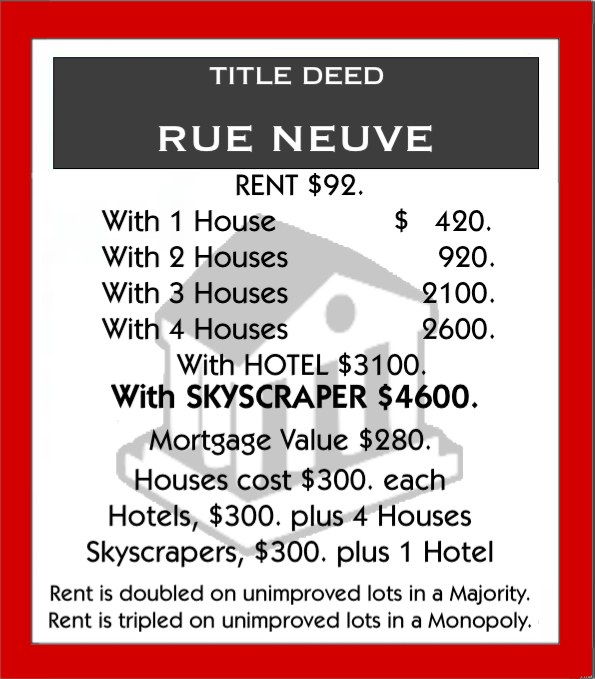 TITLE DEED
RUE NEUVE
RENT $92.
With 1 House $ 420.
With 2 Houses 920.
With 3 Houses 2100.
With 4 Houses 2600.
With HOTEL $3100.
With SKYSCRAPER $4600.
Mortgage Value $280.
Houses cost $300. each
Hotels, $300. plus 4 Houses
Skyscrapers, $300. plus 1 Hotel
Rent is doubled on unimproved lots in a Majority.
Rent is tripled on unimproved lots in a Monopoly.